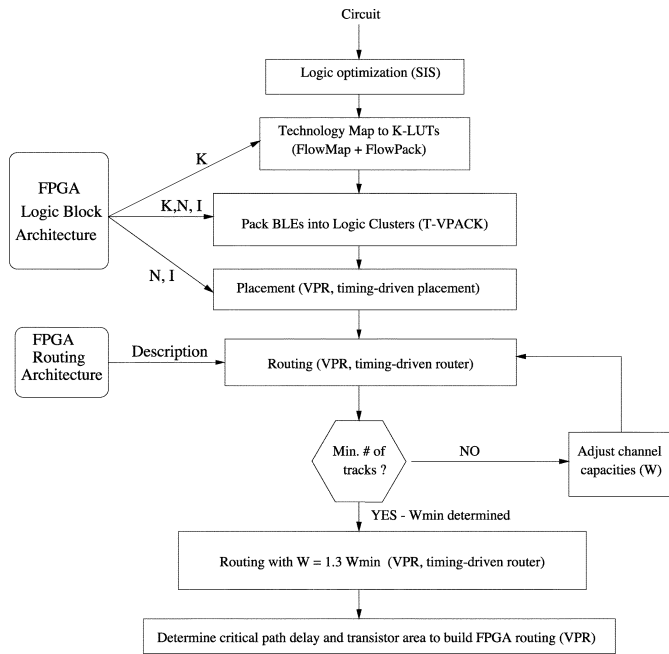 Circuit
Logic optimization (SIS)
Technology Map to K-LUTs
(FlowMap + FlowPack)
K
FPGA
Logic Block
Architecture
K,N, I
Pack BLEs into Logic Clusters (T-VPACK)
N, I
Placement (VPR, timing-driven placement)
FPGA
Routing
Architecture
Description
Routing (VPR, timing-driven router)
Min. # of
tracks ?
NO
Adjust channel
capacities (W)
YES - Wmin determined
Routing with W = 1.3 Wmin (VPR, timing-driven router)
Determine critical path delay and transistor area to build FPGA routing (VPR)